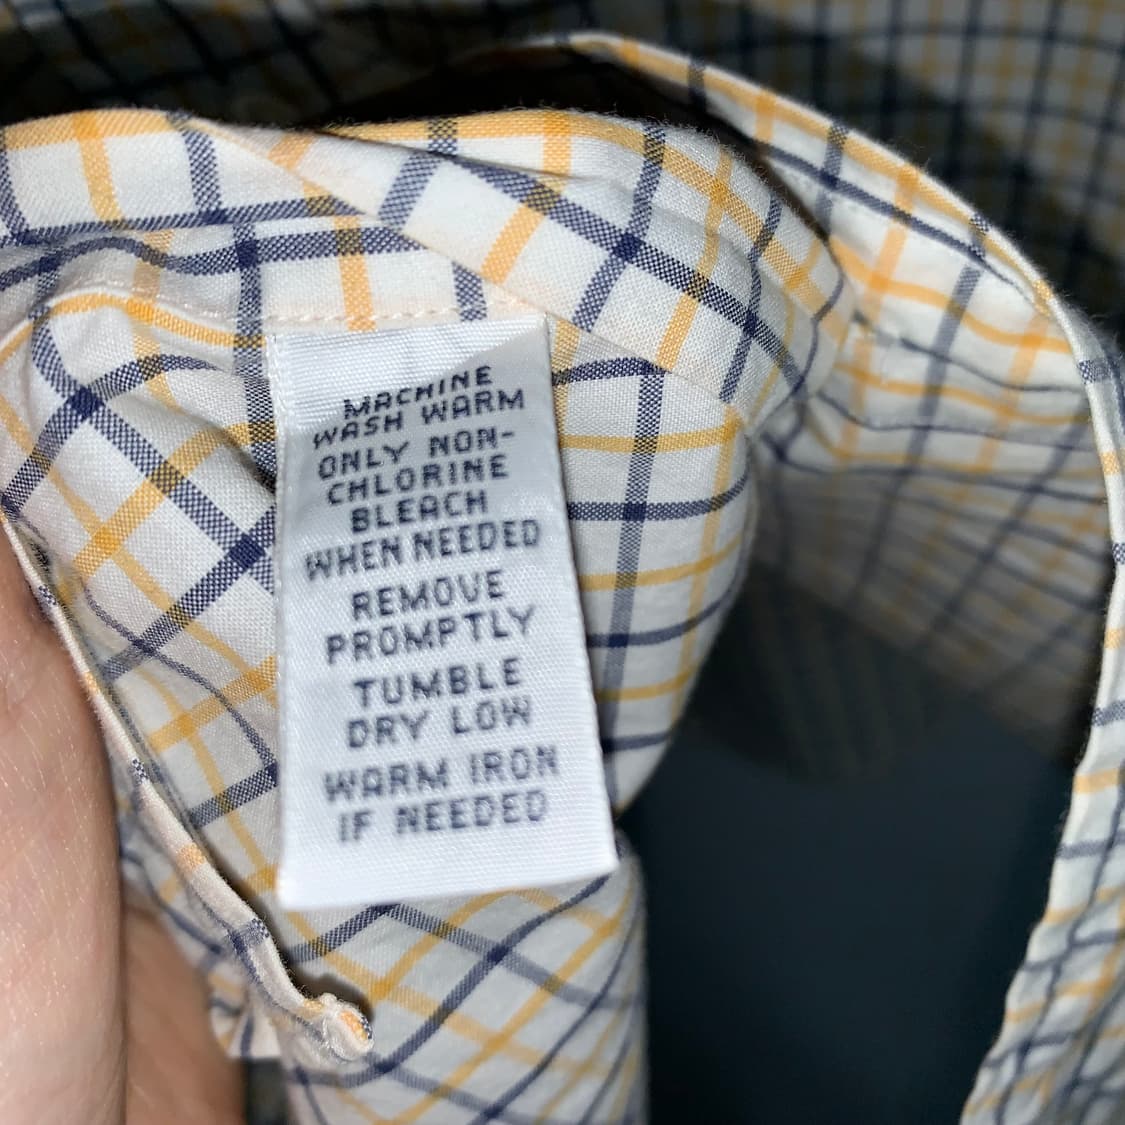 MACHINE
WASH WARM
ONLY NON-
CHLORINE
BLEACH
WHEN NEEDED
REMOVE
PROMPTLY
TUMBLE
DRY LOW
WARM IRON
IF NEEDED